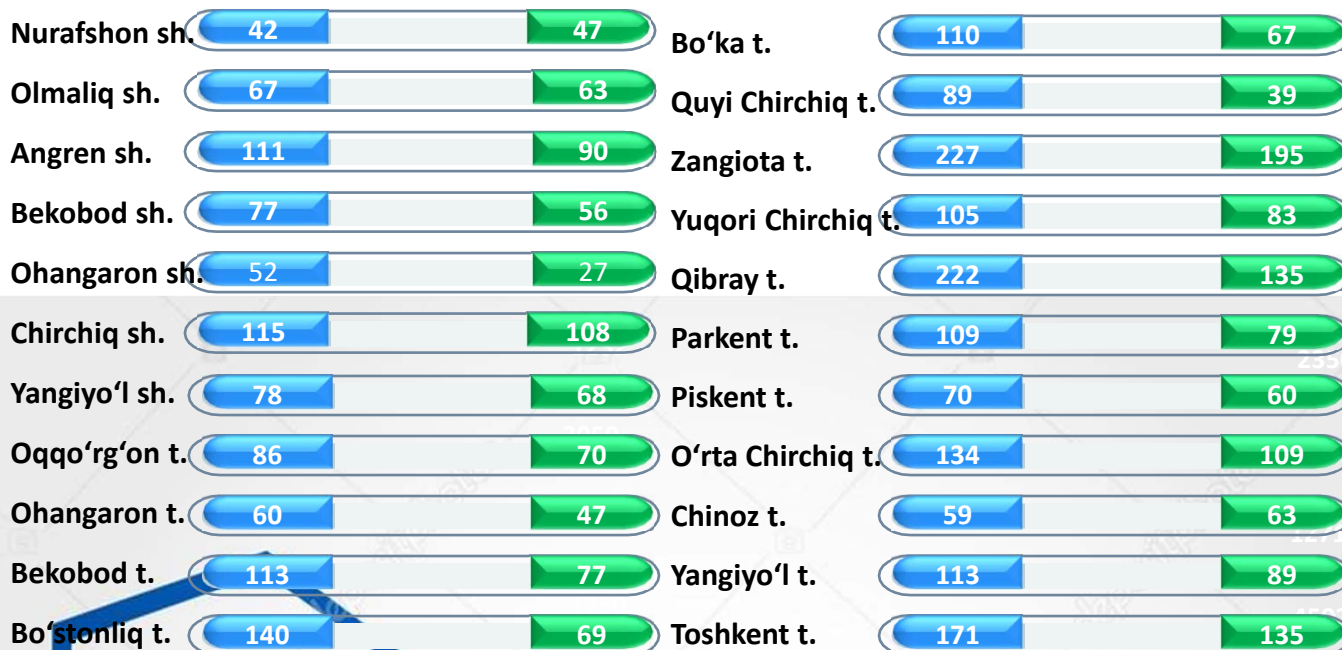 Nurafshon sh. 42 47
Olmaliq sh. 67 63
Angren sh. 111 90
Bekobod sh. 77 56
Ohangaron sh. 52 27
Chirchiq sh. 115 108
Yangiyo‘l sh. 78 68
Oqqo‘rg‘on t. 86 70
Ohangaron t. 60 47
Bekobod t. 113 77
Bo‘stonliq t. 140 69
Bo‘ka t. 110 67
Quyi Chirchiq t. 89 39
Zangiota t. 227 195
Yuqori Chirchiq t. 105 83
Qibray t. 222 135
Parkent t. 109 79
Piskent t. 70 60
O‘rta Chirchiq t. 134 109
Chinoz t. 59 63
Yangiyo‘l t. 113 89
Toshkent t. 171 135